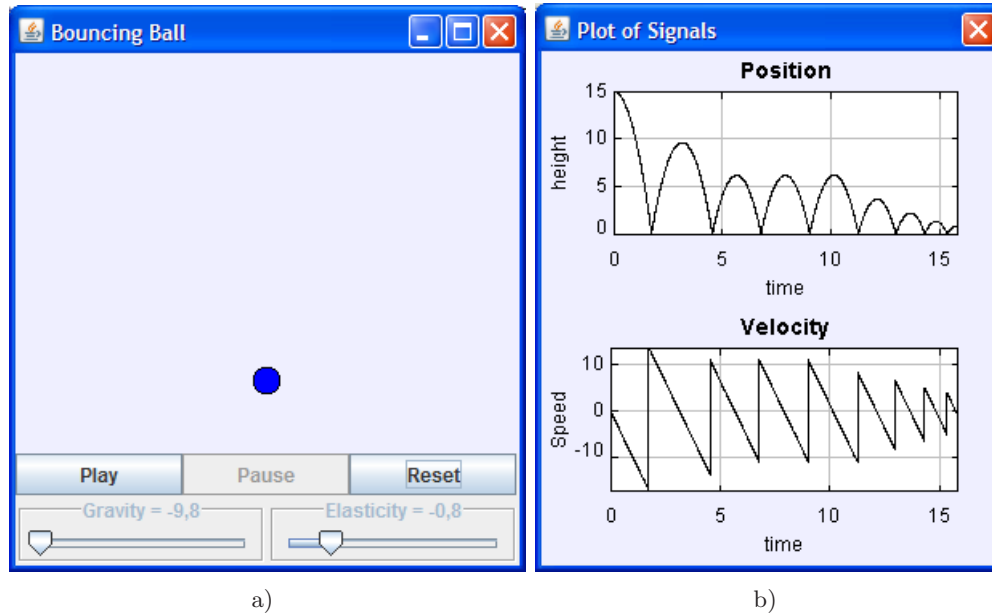 Bouncing Ball
Play Pause Reset
Gravity = -9,8 Elasticity = -0,8
a)
Plot of Signals
Position
15
10
5
0
height
0 5 10 15
time
Velocity
10
0
-10
Speed
0 5 10 15
time
b)